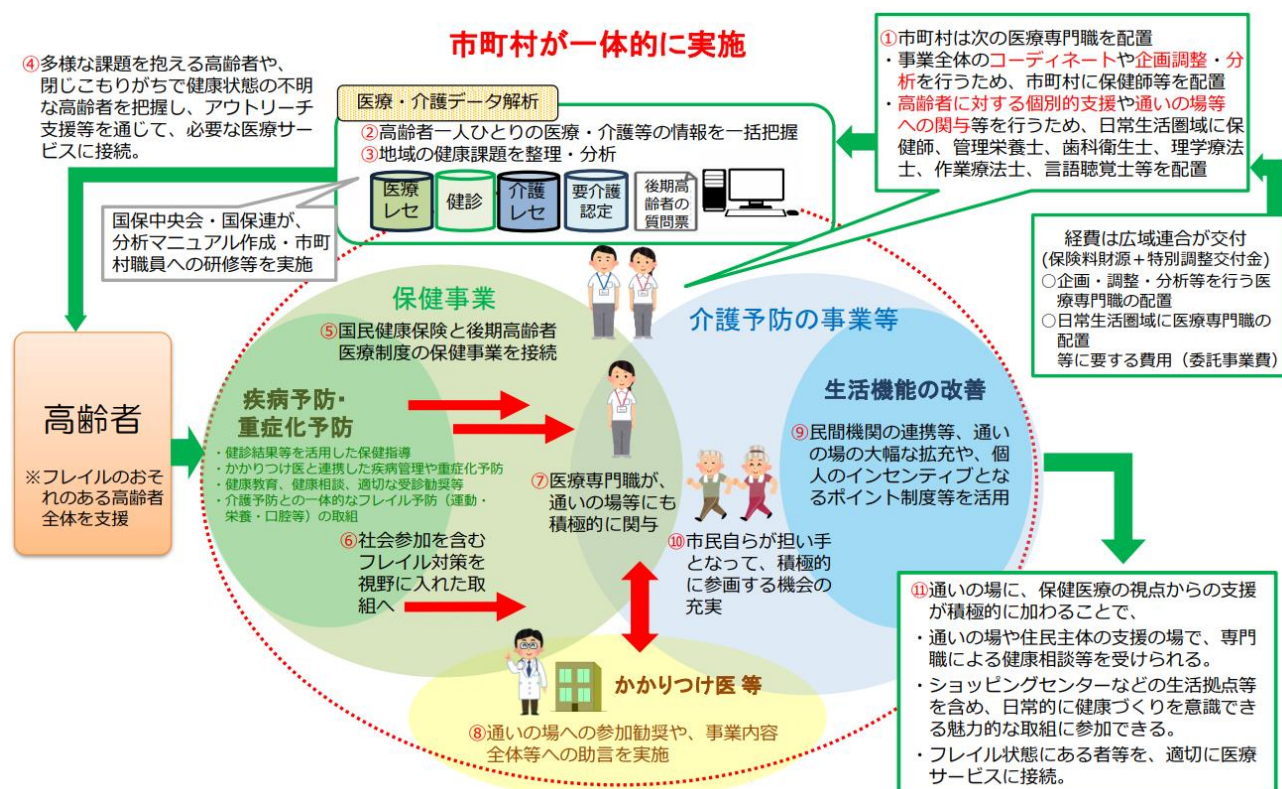 市町村が一体的に実施
④多様な課題を抱える高齢者や、
閉じこもりがちで健康状態の不明
な高齢者を把握し、アウトリーチ
支援等を通じて、必要な医療サー
ビスに接続。
医療・介護データ解析
②高齢者一人ひとりの医療・介護等の情報を一括把握
③地域の健康課題を整理・分析
医療
レセ
健診
介護
レセ
要介護
認定
後期高
齢者の
質問票
①市町村は次の医療専門職を配置
・事業全体のコーディネートや企画調整・分
析を行うため、市町村に保健師等を配置
・高齢者に対する個別的支援や通いの場等
への関与等を行うため、日常生活圏域に保
健師、管理栄養士、歯科衛生士、理学療法
士、作業療法士、言語聴覚士等を配置
国保中央会・国保連が、
分析マニュアル作成・市町
村職員への研修等を実施
経費は広域連合が交付
(保険料財源+特別調整交付金)
○企画・調整・分析等を行う医
療専門職の配置
○日常生活圏域に医療専門職の
配置
等に要する費用（委託事業費）
高齢者
※フレイルのおそ
れのある高齢者
全体を支援
保健事業
⑤国民健康保険と後期高齢者
医療制度の保健事業を接続
疾病予防・
重症化予防
・健診結果等を活用した保健指導
・かかりつけ医と連携した疾病管理や重症化予防
・健康教育、健康相談、適切な受診勧奨等
・介護予防との一体的なフレイル予防（運動・
栄養・口腔等）の取組
⑥社会参加を含む
フレイル対策を
視野に入れた取
組へ
⑦医療専門職が、
通いの場等にも
積極的に関与
介護予防の事業等
生活機能の改善
⑨民間機関の連携等、通い
の場の大幅な拡充や、個
人のインセンティブとな
るポイント制度等を活用
⑩市民自らが担い手
となって、積極的
に参画する機会の
充実
かかりつけ医 等
⑧通いの場への参加勧奨や、事業内容
全体等への助言を実施
⑪通いの場に、保健医療の視点からの支援
が積極的に加わることで、
・通いの場や住民主体の支援の場で、専門
職による健康相談等を受けられる。
・ショッピングセンターなどの生活拠点等
を含め、日常的に健康づくりを意識でき
る魅力的な取組に参加できる。
・フレイル状態にある者等を、適切に医療
サービスに接続。